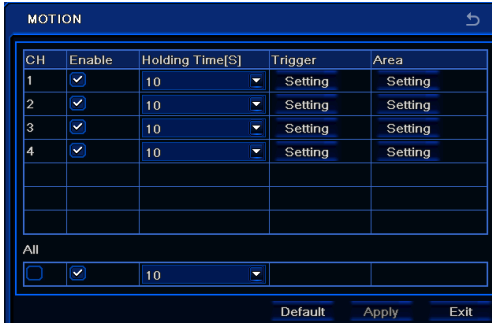 MOTION
CH Enable Holding Time[S] Trigger Area
1 10 Setting Setting
2 10 Setting Setting
3 10 Setting Setting
4 10 Setting Setting
All
10
Default Apply Exit